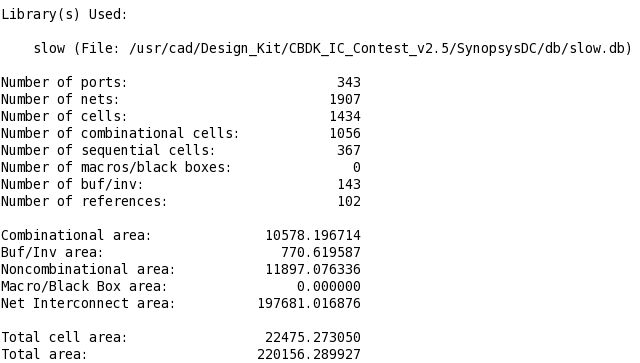 Library(s) Used:
slow (File: /usr/cad/Design_Kit/CBDK_IC_Contest_v2.5/SynopsysDC/db/slow.db)
Number of ports: 343
Number of nets: 1907
Number of cells: 1434
Number of combinational cells: 1056
Number of sequential cells: 367
Number of macros/black boxes: 0
Number of buf/inv: 143
Number of references: 102
Combinational area: 10578.196714
Buf/Inv area: 770.619587
Noncombinational area: 11897.076336
Macro/Black Box area: 0.000000
Net Interconnect area: 197681.016876
Total cell area: 22475.273050
Total area: 220156.289927